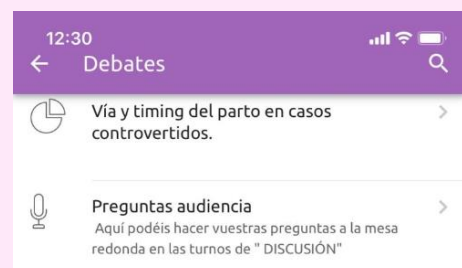 12:30
Debates
Vía y timing del parto en casos
controvertidos.
Preguntas audiencia
Aquí podéis hacer vuestras preguntas a la mesa
redonda en las turnos de " DISCUSIÓN"